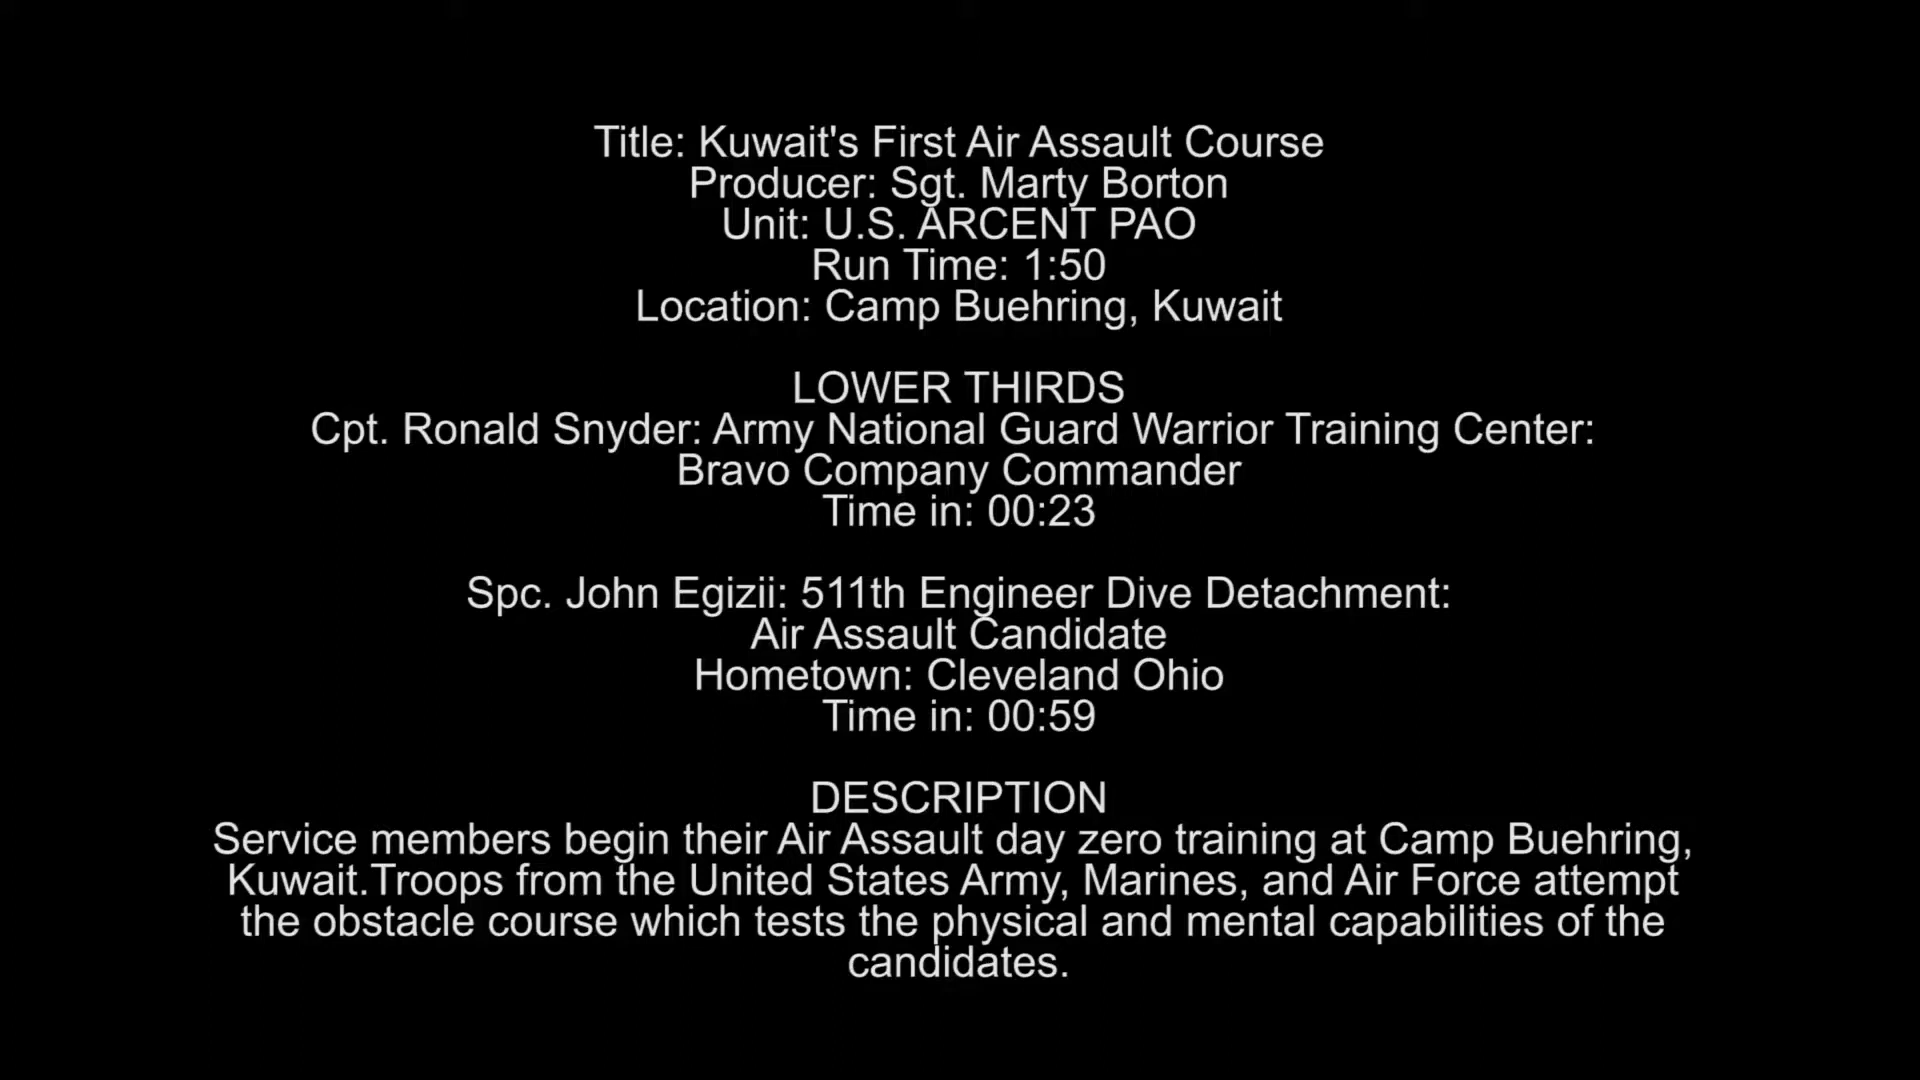 Title: Kuwait's First Air Assault Course
Producer: Sgt. Marty Borton
Unit: U.S. ARCENT PAO
Run Time: 1:50
Location: Camp Buehring, Kuwait
LOWER THIRDS
Cpt. Ronald Snyder: Army National Guard Warrior Training Center:
Bravo Company Commander
Time in: 00:23
Spc. John Egizii: 511th Engineer Dive Detachment:
Air Assault Candidate
Hometown: Cleveland Ohio
Time in: 00:59
DESCRIPTION
Service members begin their Air Assault day zero training at Camp Buehring,
Kuwait.Troops from the United States Army, Marines, and Air Force attempt
the obstacle course which tests the physical and mental capabilities of the
candidates.